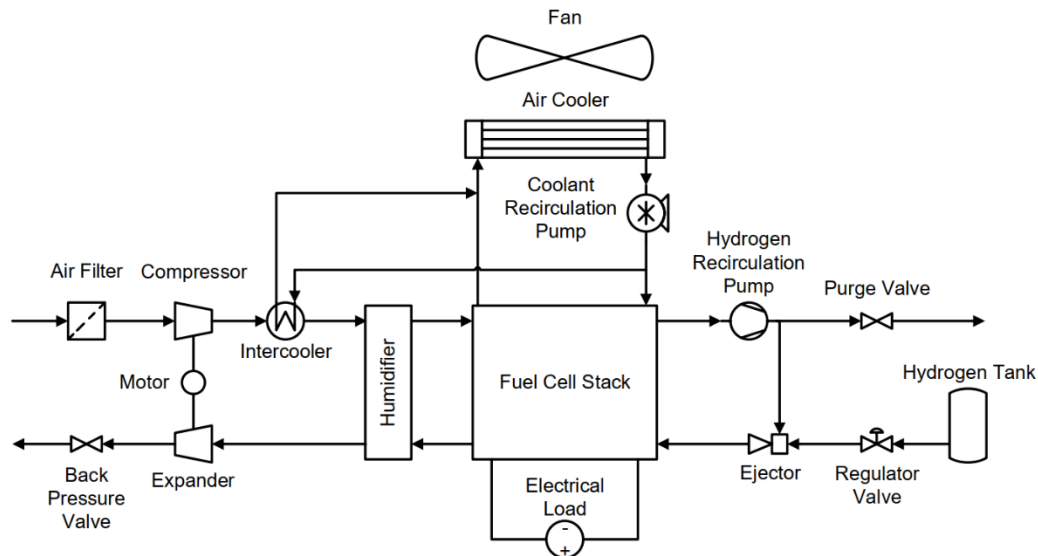 Fan
Air Cooler
Coolant
Recirculation
Pump
Hydrogen
Recirculation
Pump
Air Filter
Compressor
Purge Valve
Intercooler
Humidifier
Fuel Cell Stack
Motor
Hydrogen Tank
Back
Pressure
Valve
Expander
Ejector
Regulator
Valve
Electrical
Load
-
+